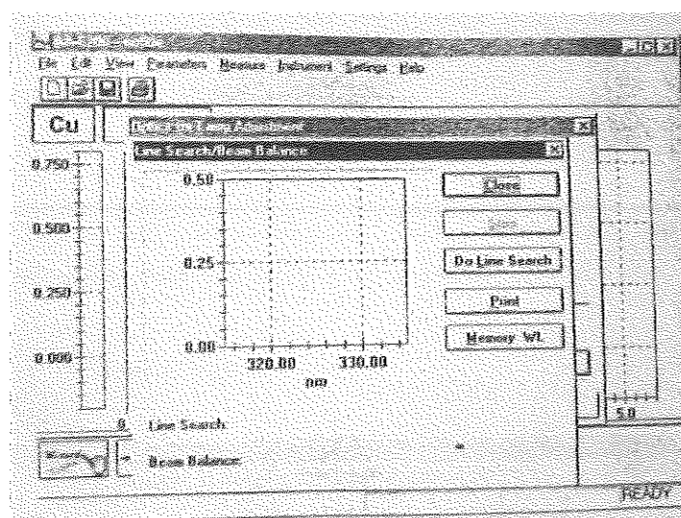 File Edit View Parameters Measure Instrument Settings Help
Cu
Line Search/Beam Balance
0.750
0.500
0.250
0.000
0.50
0.25
0.00
320.00 330.00
nm
Close
Do Line Search
Print
Memory WL
5.0
0.
Line Search:
Beam Balance:
READY